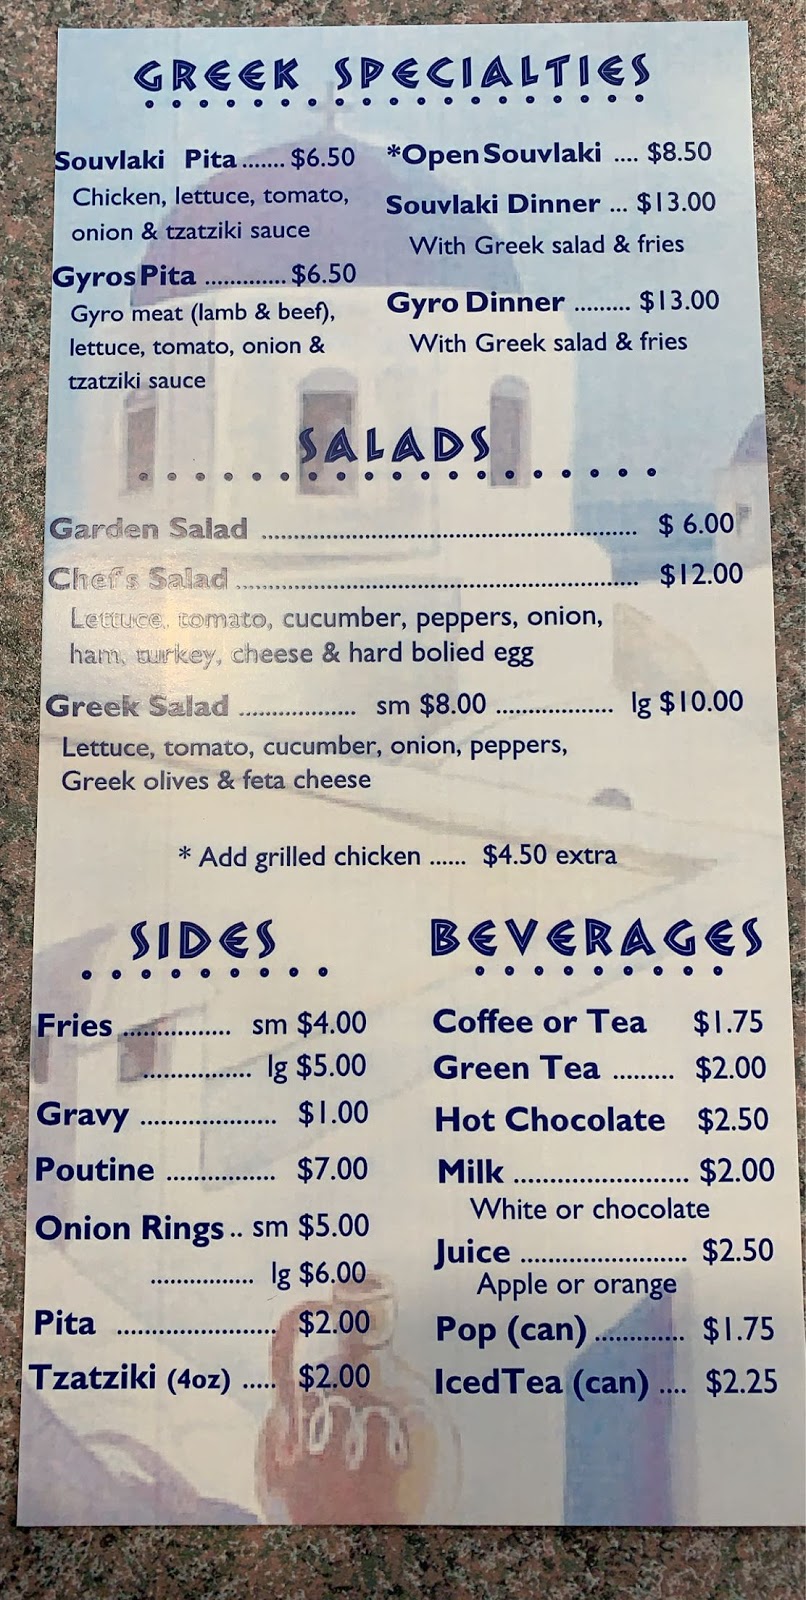 GREEK SPECIALTIES
Souvlaki Pita ....... $6.50
Chicken, lettuce, tomato,
onion & tzatziki sauce
Gyros Pita ............. $6.50
Gyro meat (lamb & beef),
lettuce, tomato, onion &
tzatziki sauce
*Open Souvlaki .... $8.50
Souvlaki Dinner ... $13.00
With Greek salad & fries
Gyro Dinner ......... $13.00
With Greek salad & fries
SALADS
Garden Salad ........................................................ $ 6.00
Chef's Salad ............................................................ $12.00
Lettuce, tomato, cucumber, peppers, onion,
ham, turkey, cheese & hard bolied egg
Greek Salad ................. sm $8.00 ................. lg $10.00
Lettuce, tomato, cucumber, onion, peppers,
Greek olives & feta cheese
* Add grilled chicken ...... $4.50 extra
SIDES
Fries ................ sm $4.00
................ lg $5.00
Gravy .................... $1.00
Poutine ................ $7.00
Onion Rings .. sm $5.00
............... lg $6.00
Pita ....................... $2.00
Tzatziki (4oz) ..... $2.00
BEVERAGES
Coffee or Tea $1.75
Green Tea ......... $2.00
Hot Chocolate $2.50
Milk .......................... $2.00
White or chocolate
Juice ........................ $2.50
Apple or orange
Pop (can) ............. $1.75
Iced Tea (can) .... $2.25